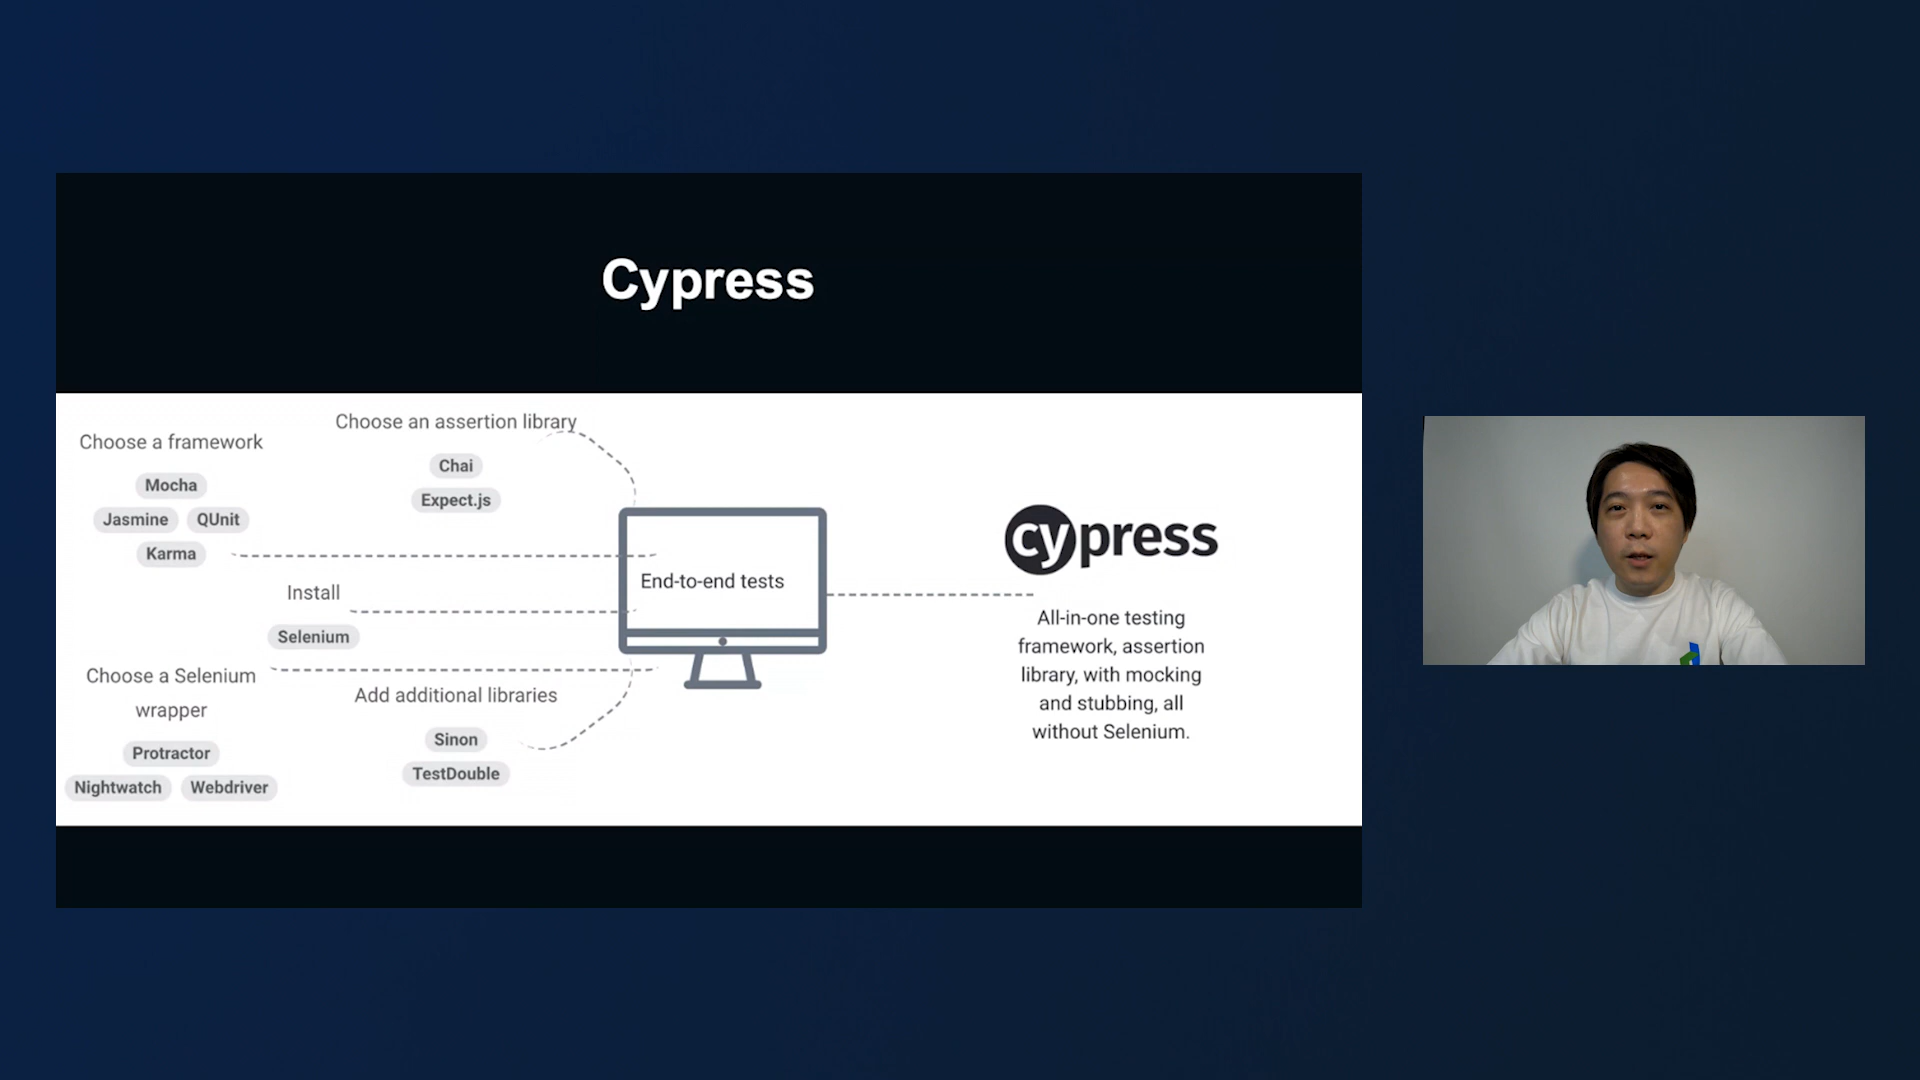 Cypress
Choose a framework
Mocha
Jasmine QUnit
Karma
Choose an assertion library
Chai
Expect.js
Install
Selenium
Choose a Selenium
wrapper
Protractor
Nightwatch Webdriver
Add additional libraries
Sinon
TestDouble
End-to-end tests
cypress
All-in-one testing
framework, assertion
library, with mocking
and stubbing, all
without Selenium.